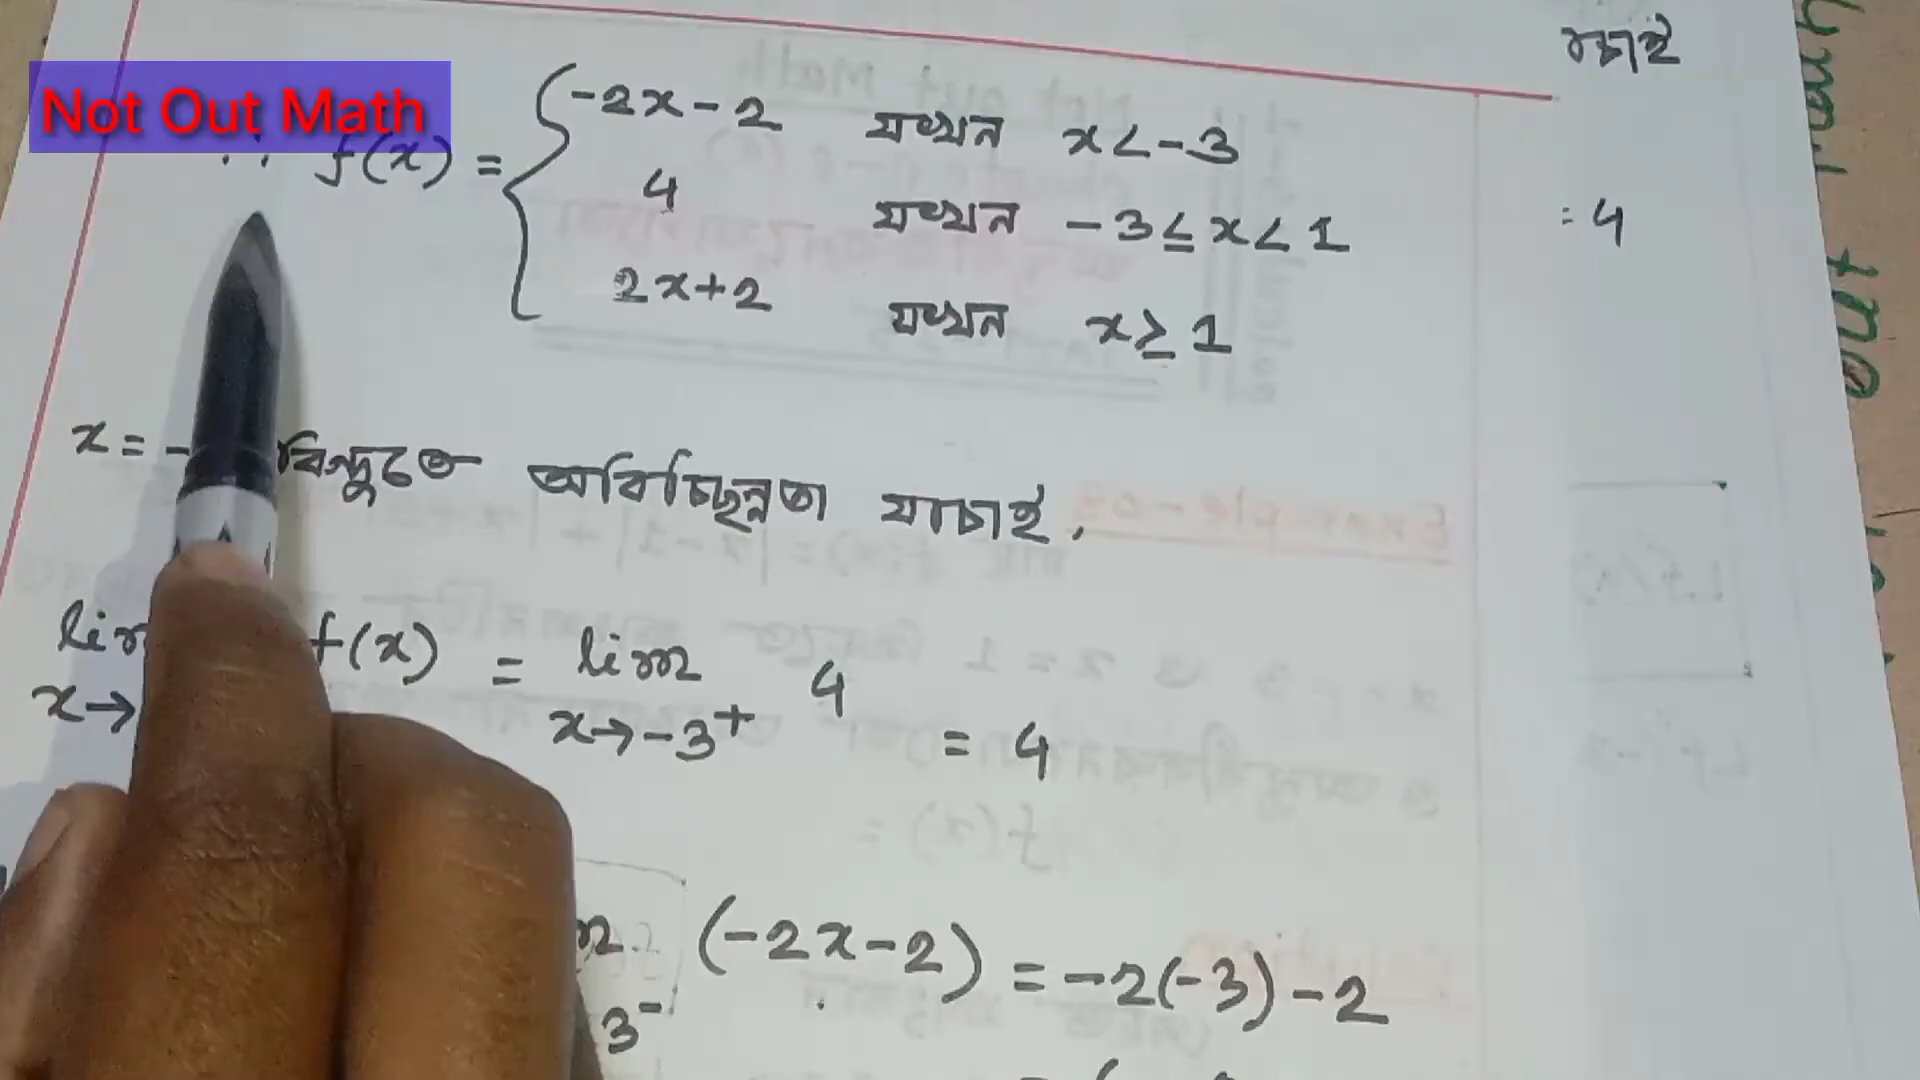 Not Out Math
∴ f(x) = { -2x-2 যখন x<-3
4 যখন -3≤x<1
2x+2 যখন x≥1
x = - বিন্দুতে অবিচ্ছিন্নতা যাচাই.
lim f(x) = lim 4
x→ x→-3⁺ = 4
(-2x-2) = -2(-3)-2
3⁻
চাই
= 4